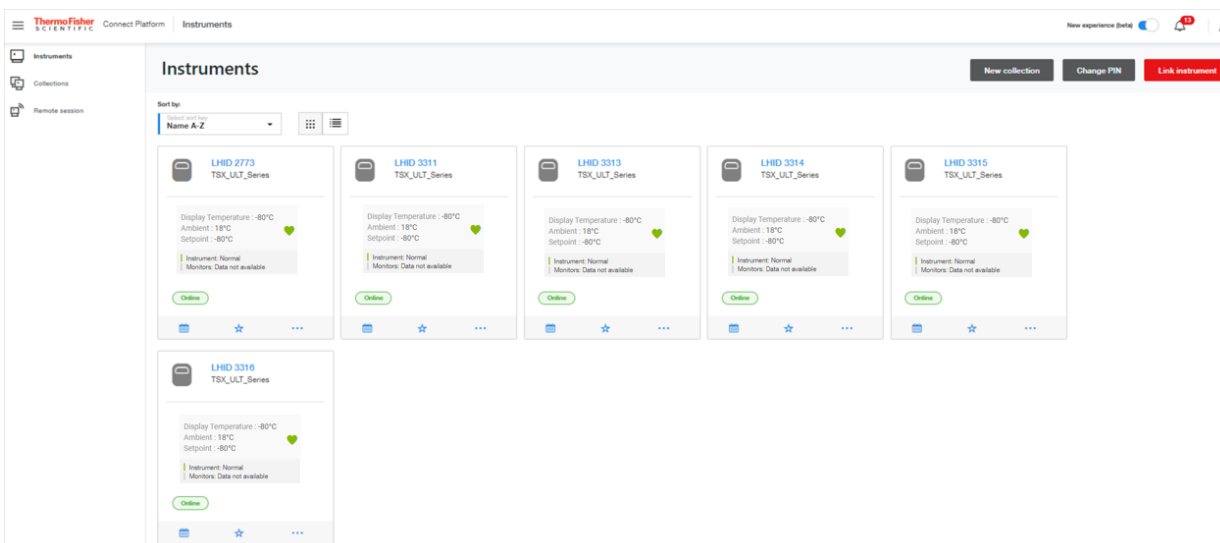 ThermoFisher
SCIENTIFIC
Connect Platform
Instruments
New experience (beta)
13
Instruments
Collections
Remote session
Instruments
New collection
Change PIN
Link instrument
Sort by:
Select sort key
Name A-Z
LHID 2773
TSX_ULT_Series
Display Temperature : -80°C
Ambient : 18°C
Setpoint : -80°C
Instrument: Normal
Monitors: Data not available
Online
LHID 3311
TSX_ULT_Series
Display Temperature : -80°C
Ambient : 18°C
Setpoint : -80°C
Instrument: Normal
Monitors: Data not available
Online
LHID 3313
TSX_ULT_Series
Display Temperature : -80°C
Ambient : 18°C
Setpoint : -80°C
Instrument: Normal
Monitors: Data not available
Online
LHID 3314
TSX_ULT_Series
Display Temperature : -80°C
Ambient : 18°C
Setpoint : -80°C
Instrument: Normal
Monitors: Data not available
Online
LHID 3315
TSX_ULT_Series
Display Temperature : -80°C
Ambient : 18°C
Setpoint : -80°C
Instrument: Normal
Monitors: Data not available
Online
LHID 3316
TSX_ULT_Series
Display Temperature : -80°C
Ambient : 18°C
Setpoint : -80°C
Instrument: Normal
Monitors: Data not available
Online